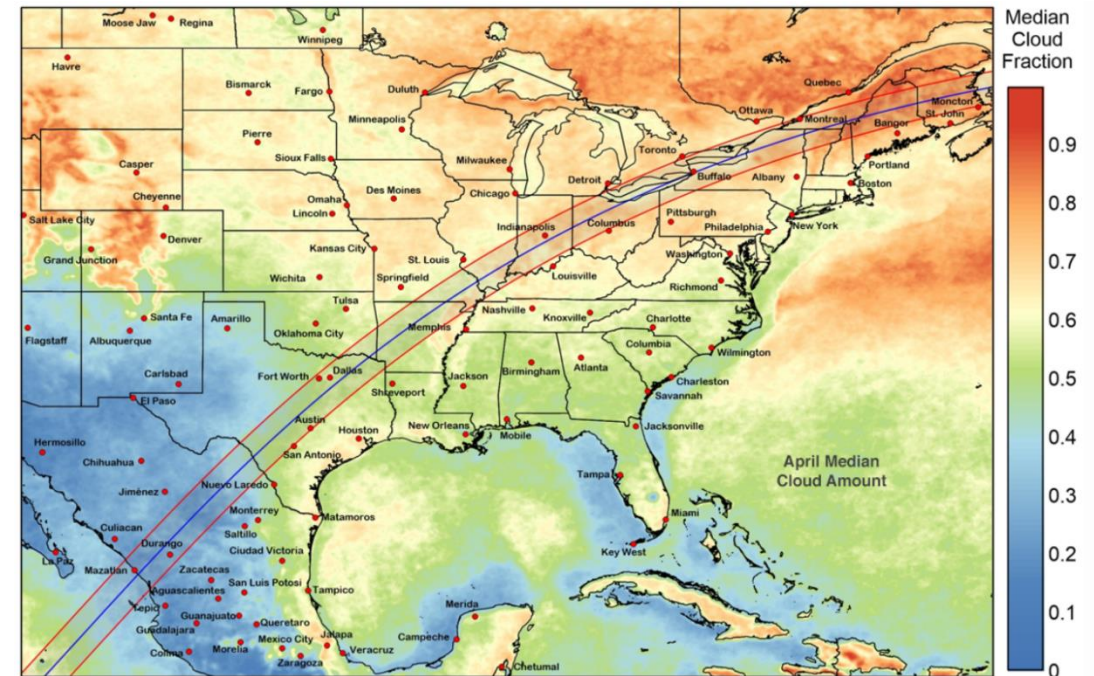 Moose Jaw
Regina
Winnipeg
Median
Cloud
Fraction
Havre
Bismarck
Fargo
Duluth
Quebec
Moncton
Ottawa
Montreal
Bangor
St. John
Minneapolis
Pierre
Toronto
Sioux Falls
Milwaukee
Casper
Portland
Detroit
Buffalo
Albany
Boston
Cheyenne
Omaha
Des Moines
Chicago
Lincoln
Salt Lake City
Indianapolis
Columbus
Pittsburgh
Philadelphia
New York
Denver
Grand Junction
Kansas City
St. Louis
Washington
Wichita
Springfield
Louisville
Richmond
Tulsa
Santa Fe
Amarillo
Nashville
Knoxville
Charlotte
Flagstaff
Albuquerque
Oklahoma City
Memphis
Columbia
Wilmington
Carlsbad
Fort Worth
Dallas
Jackson
Birmingham
Atlanta
Charleston
El Paso
Shreveport
Savannah
Austin
Houston
New Orleans
Mobile
Jacksonville
Hermosillo
Chihuahua
San Antonio
April Median
Cloud Amount
Jiménez
Nuevo Laredo
Tampa
Monterrey
Matamoros
Miami
Culiacan
Saltillo
La Paz
Durango
Ciudad Victoria
Key West
Mazatlan
Zacatecas
San Luis Potosi
Aguascalientes
Tampico
Tepic
Guanajuato
Merida
Guadalajara
Queretaro
Mexico City
Jalapa
Campeche
Colima
Morelia
Zaragoza
Veracruz
Chetumal
0.9
0.8
0.7
0.6
0.5
0.4
0.3
0.2
0.1
0